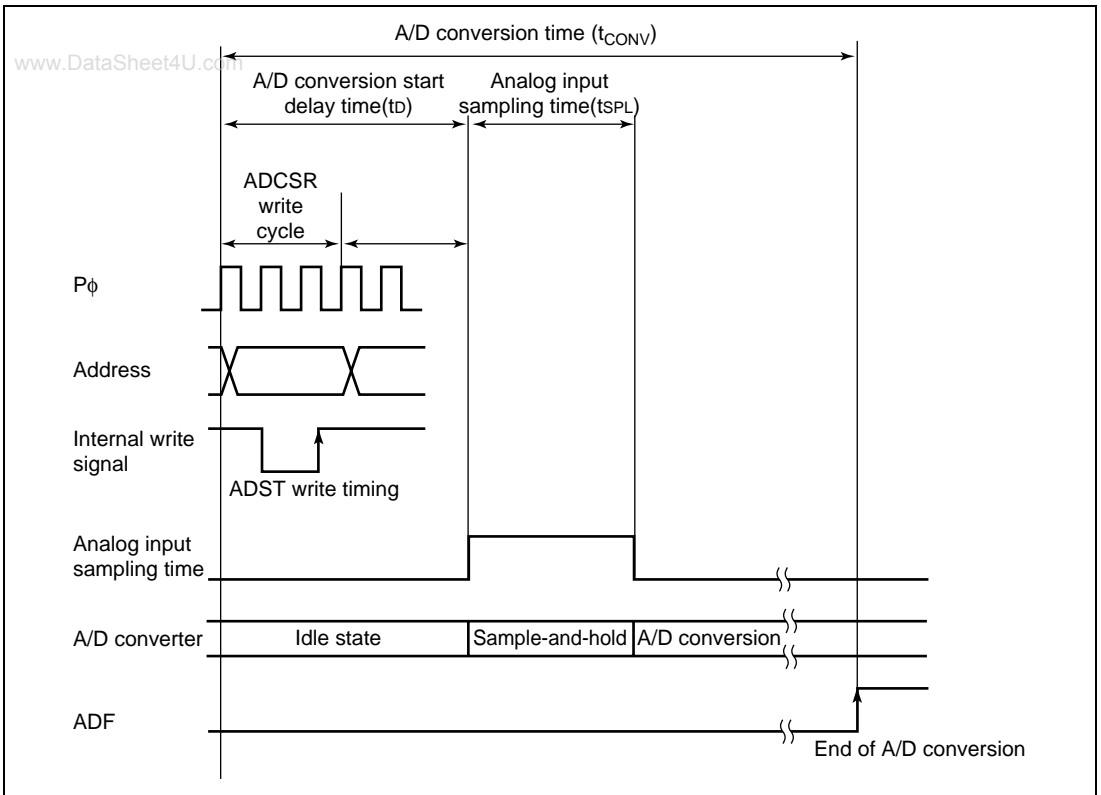 A/D conversion time (tCONV)
www.DataSheet4U.com
A/D conversion start
delay time(tD)
Analog input
sampling time(tSPL)
ADCSR
write
cycle
Pϕ
Address
Internal write
signal
ADST write timing
Analog input
sampling time
A/D converter
Idle state
Sample-and-hold
A/D conversion
ADF
End of A/D conversion